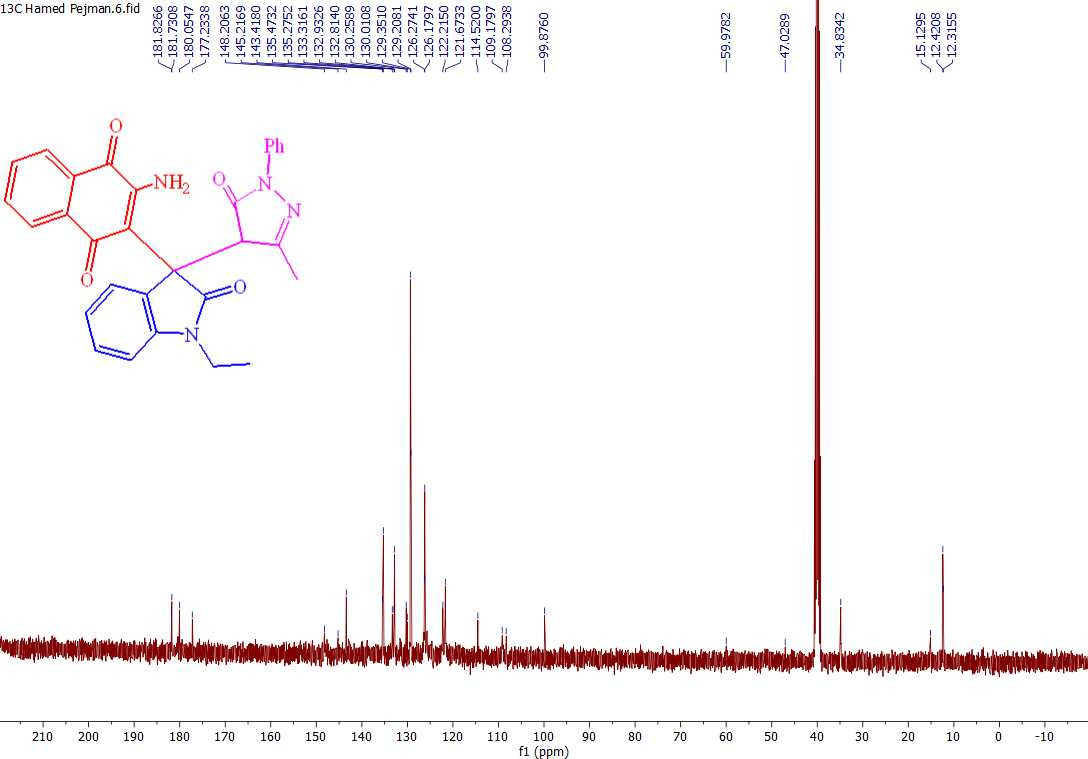 13C Hamed Pejman.6.fid
181.8266
181.7308
180.0547
177.2338
148.2063
145.2169
143.4180
135.4732
135.2752
133.3161
132.9326
132.8140
130.2589
130.0108
129.3510
129.2081
126.2741
126.1797
122.2150
121.6733
114.5200
109.1797
108.2938
99.8760
59.9782
47.0289
34.8342
15.1295
12.4208
12.3155
O
Ph
NH2
O
N
N
O
O
N
210 200 190 180 170 160 150 140 130 120 110 100 90 80 70 60 50 40 30 20 10 0 -10
f1 (ppm)